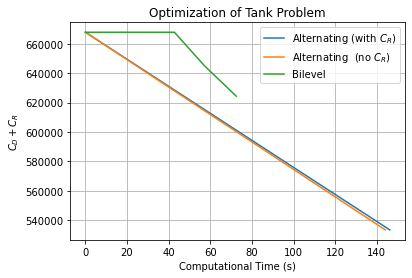 Optimization of Tank Problem
Alternating (with $C_R$)
Alternating (no $C_R$)
Bilevel
$C_D + C_R$
660000
640000
620000
600000
580000
560000
540000
0 20 40 60 80 100 120 140
Computational Time (s)